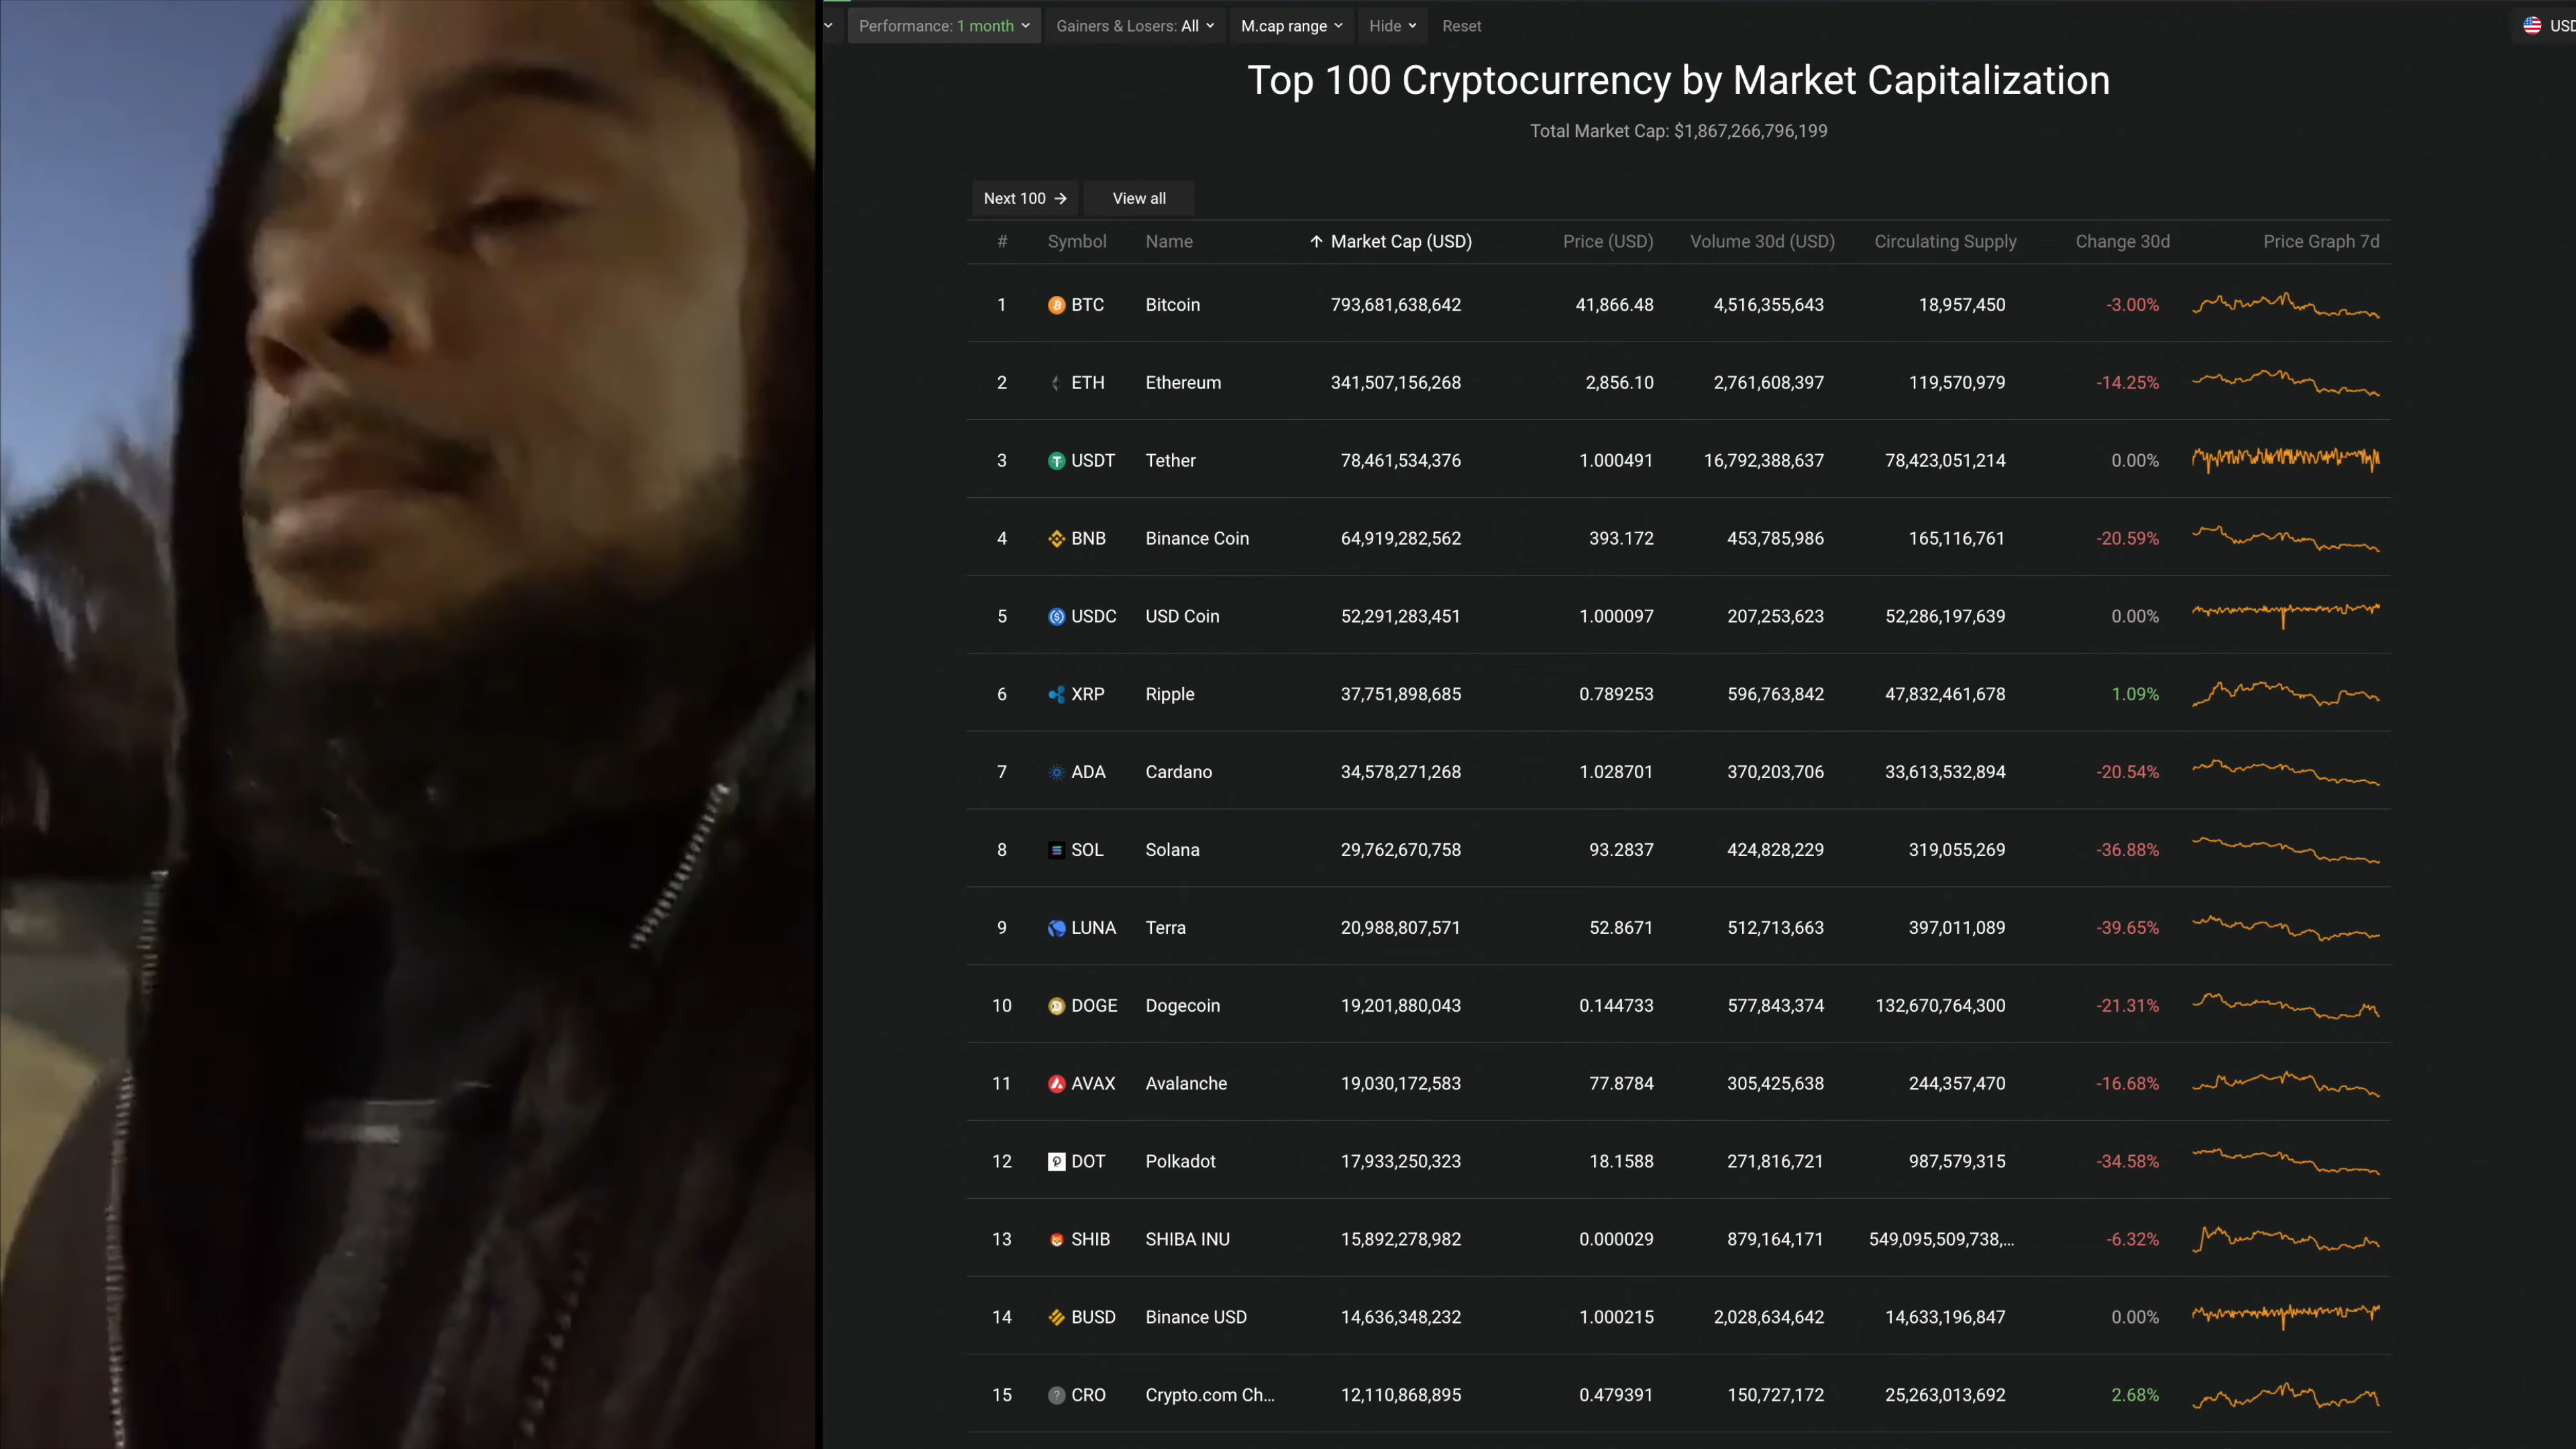 Performance: 1 month Gainers & Losers: All M.cap range Hide Reset
Top 100 Cryptocurrency by Market Capitalization
Total Market Cap: $1,867,266,796,199
Next 100 → View all
# Symbol Name ↑ Market Cap (USD) Price (USD) Volume 30d (USD) Circulating Supply Change 30d Price Graph 7d
1 BTC Bitcoin 793,681,638,642 41,866.48 4,516,355,643 18,957,450 -3.00%
2 ETH Ethereum 341,507,156,268 2,856.10 2,761,608,397 119,570,979 -14.25%
3 USDT Tether 78,461,534,376 1.000491 16,792,388,637 78,423,051,214 0.00%
4 BNB Binance Coin 64,919,282,562 393.172 453,785,986 165,116,761 -20.59%
5 USDC USD Coin 52,291,283,451 1.000097 207,253,623 52,286,197,639 0.00%
6 XRP Ripple 37,751,898,685 0.789253 596,763,842 47,832,461,678 1.09%
7 ADA Cardano 34,578,271,268 1.028701 370,203,706 33,613,532,894 -20.54%
8 SOL Solana 29,762,670,758 93.2837 424,828,229 319,055,269 -36.88%
9 LUNA Terra 20,988,807,571 52.8671 512,713,663 397,011,089 -39.65%
10 DOGE Dogecoin 19,201,880,043 0.144733 577,843,374 132,670,764,300 -21.31%
11 AVAX Avalanche 19,030,172,583 77.8784 305,425,638 244,357,470 -16.68%
12 DOT Polkadot 17,933,250,323 18.1588 271,816,721 987,579,315 -34.58%
13 SHIB SHIBA INU 15,892,278,982 0.000029 879,164,171 549,095,509,738,... -6.32%
14 BUSD Binance USD 14,636,348,232 1.000215 2,028,634,642 14,633,196,847 0.00%
15 CRO Crypto.com Ch... 12,110,868,895 0.479391 150,727,172 25,263,013,692 2.68%